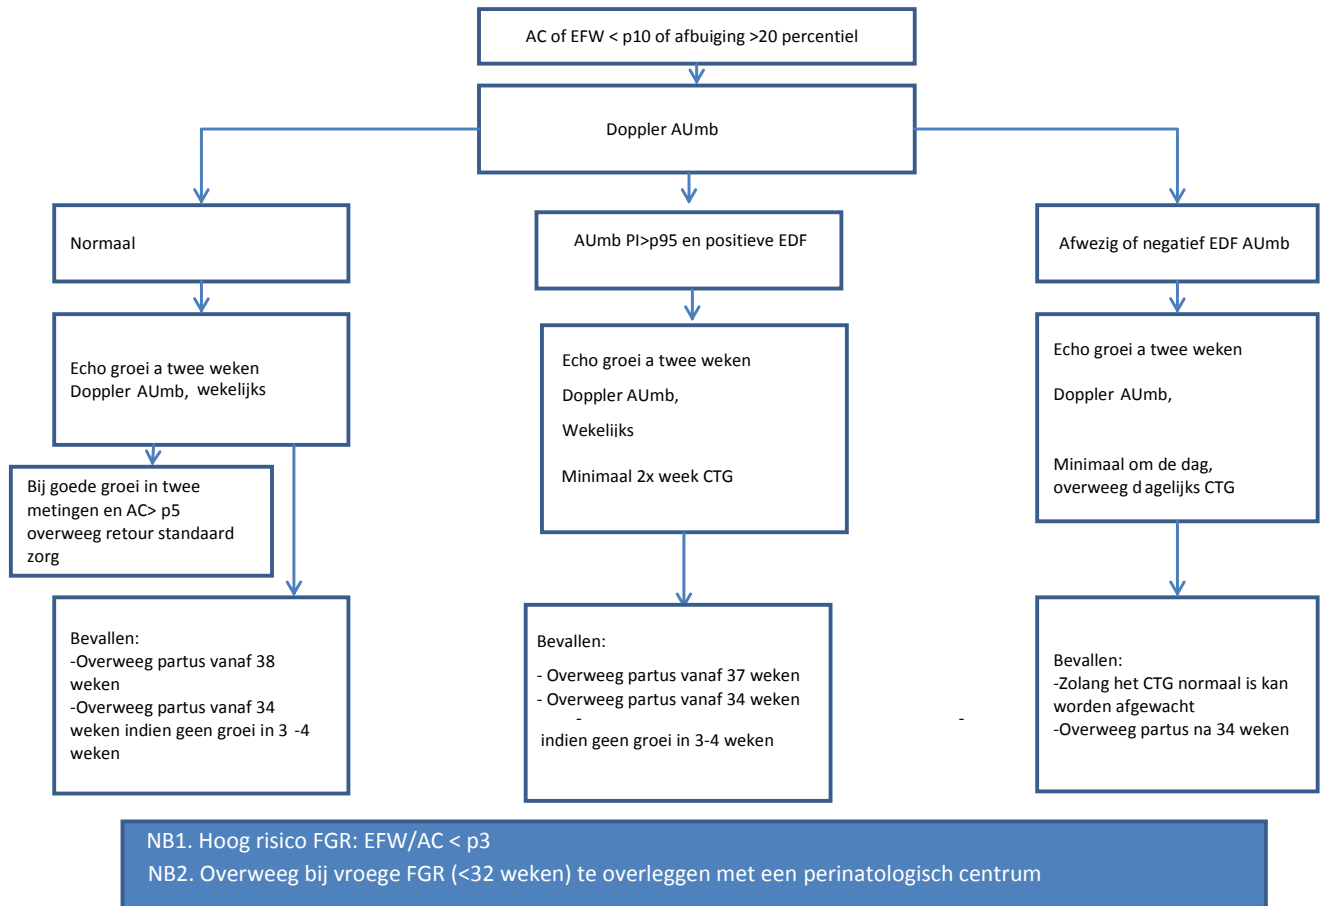 AC of EFW < p10 of afbuiging >20 percentiel
Doppler AUmb
Normaal
AUmb PI>p95 en positieve EDF
Afwezig of negatief EDF AUmb
Echo groei a twee weken
Doppler AUmb, wekelijks
Echo groei a twee weken
Doppler AUmb,
Wekelijks
Minimaal 2x week CTG
Echo groei a twee weken
Doppler AUmb,
Minimaal om de dag,
overweeg d agelijks CTG
Bij goede groei in twee
metingen en AC> p5
overweeg retour standaard
zorg
Bevallen:
-Overweeg partus vanaf 38
weken
-Overweeg partus vanaf 34
weken indien geen groei in 3 -4
weken
Bevallen:
- Overweeg partus vanaf 37 weken
- Overweeg partus vanaf 34 weken
-
indien geen groei in 3-4 weken
-
Bevallen:
-Zolang het CTG normaal is kan
worden afgewacht
-Overweeg partus na 34 weken
NB1. Hoog risico FGR: EFW/AC < p3
NB2. Overweeg bij vroege FGR (<32 weken) te overleggen met een perinatologisch centrum